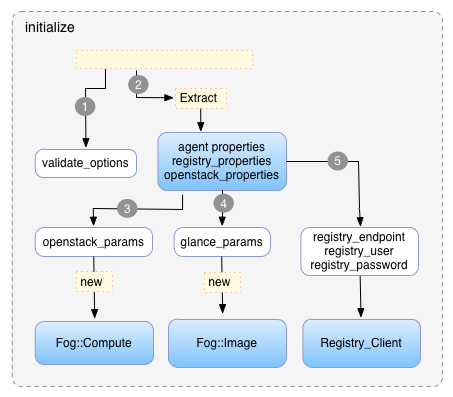 initialize
1
2
Extract
validate_options
agent properties
registry_properties
openstack_properties
5
3
4
openstack_params
glance_params
registry_endpoint
registry_user
registry_password
new
new
Fog::Compute
Fog::Image
Registry_Client